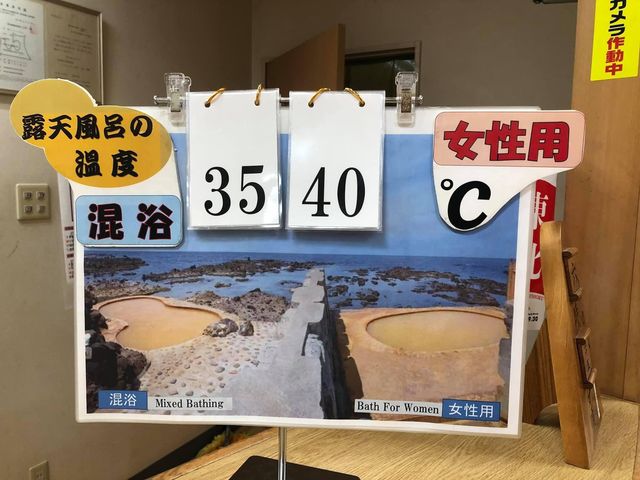 カメラ作動中
露天風呂の
温度
混浴
35
40
女性用
℃
混浴
Mixed Bathing
Bath For Women
女性用